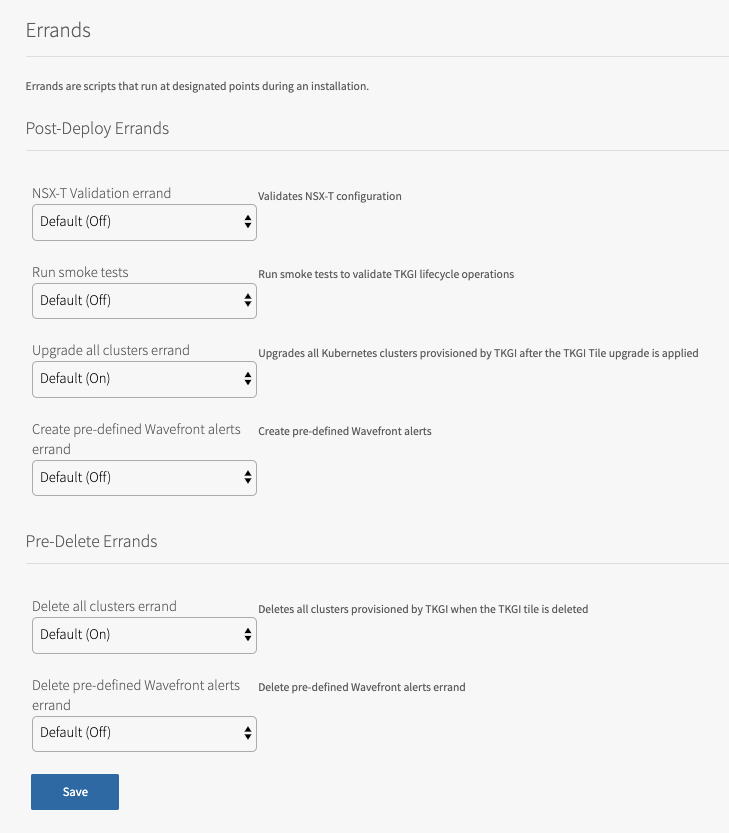 Errands
Errands are scripts that run at designated points during an installation.
Post-Deploy Errands
NSX-T Validation errand
Validates NSX-T configuration
Default (Off)
Run smoke tests
Run smoke tests to validate TKGI lifecycle operations
Default (Off)
Upgrade all clusters errand
Upgrades all Kubernetes clusters provisioned by TKGI after the TKGI Tile upgrade is applied
Default (On)
Create pre-defined Wavefront alerts
errand
Create pre-defined Wavefront alerts
Default (Off)
Pre-Delete Errands
Delete all clusters errand
Deletes all clusters provisioned by TKGI when the TKGI tile is deleted
Default (On)
Delete pre-defined Wavefront alerts
errand
Delete pre-defined Wavefront alerts errand
Default (Off)
Save